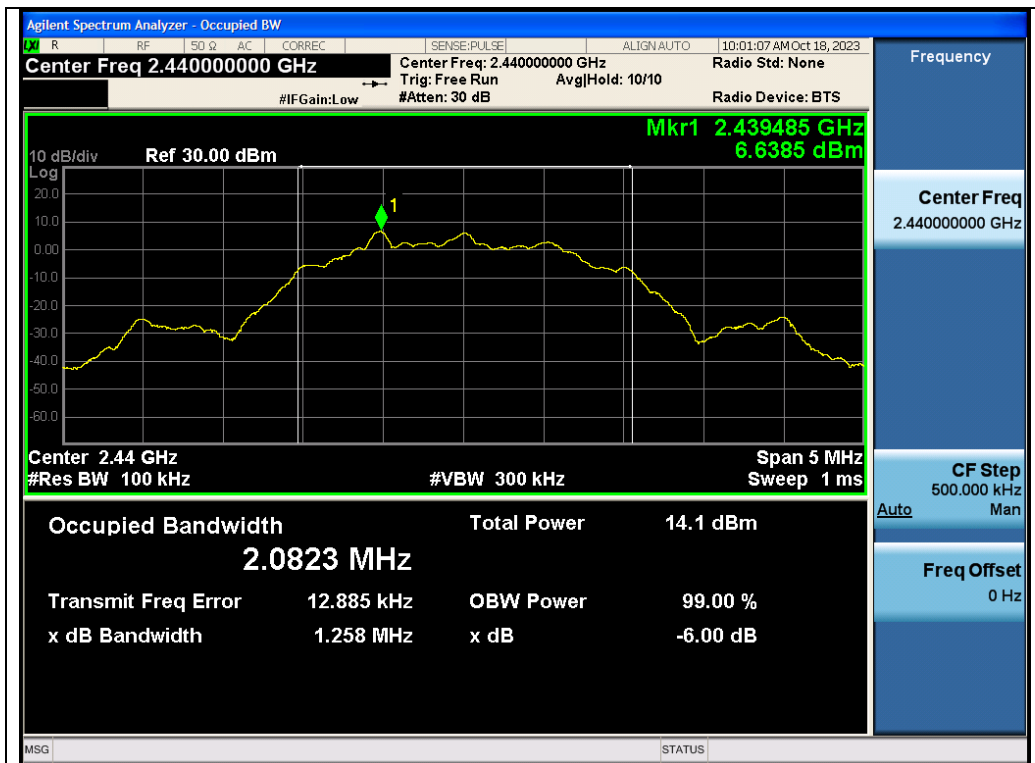 Agilent Spectrum Analyzer - Occupied BW
LXI R RF 50 Ω AC CORREC SENSE:PULSE ALIGN AUTO 10:01:07 AM Oct 18, 2023
Center Freq 2.440000000 GHz
Center Freq: 2.440000000 GHz
Radio Std: None
Trig: Free Run Avg|Hold: 10/10
#IFGain:Low
#Atten: 30 dB
Radio Device: BTS
Mkr1 2.439485 GHz
6.6385 dBm
10 dB/div Ref 30.00 dBm
Log
20.0
10.0
0.00
-10.0
-20.0
-30.0
-40.0
-50.0
-60.0
1
Center 2.44 GHz
Span 5 MHz
#Res BW 100 kHz
#VBW 300 kHz
Sweep 1 ms
Occupied Bandwidth
Total Power 14.1 dBm
2.0823 MHz
Transmit Freq Error 12.885 kHz
OBW Power 99.00 %
x dB Bandwidth 1.258 MHz
x dB -6.00 dB
MSG
STATUS
Frequency
Center Freq
2.440000000 GHz
CF Step
500.000 kHz
Auto Man
Freq Offset
0 Hz